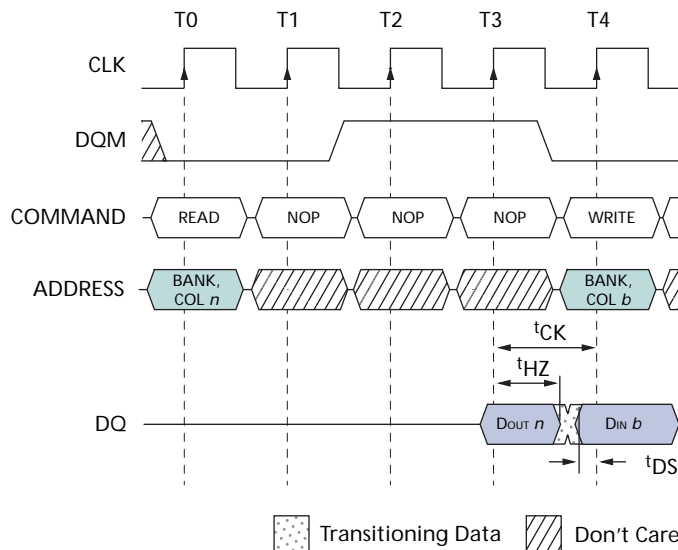 T0 T1 T2 T3 T4
CLK
DQM
COMMAND READ NOP NOP NOP WRITE
ADDRESS BANK, COL n BANK, COL b
tCK
tHZ
DQ DOUT n DIN b
tDS
Transitioning Data Don't Care